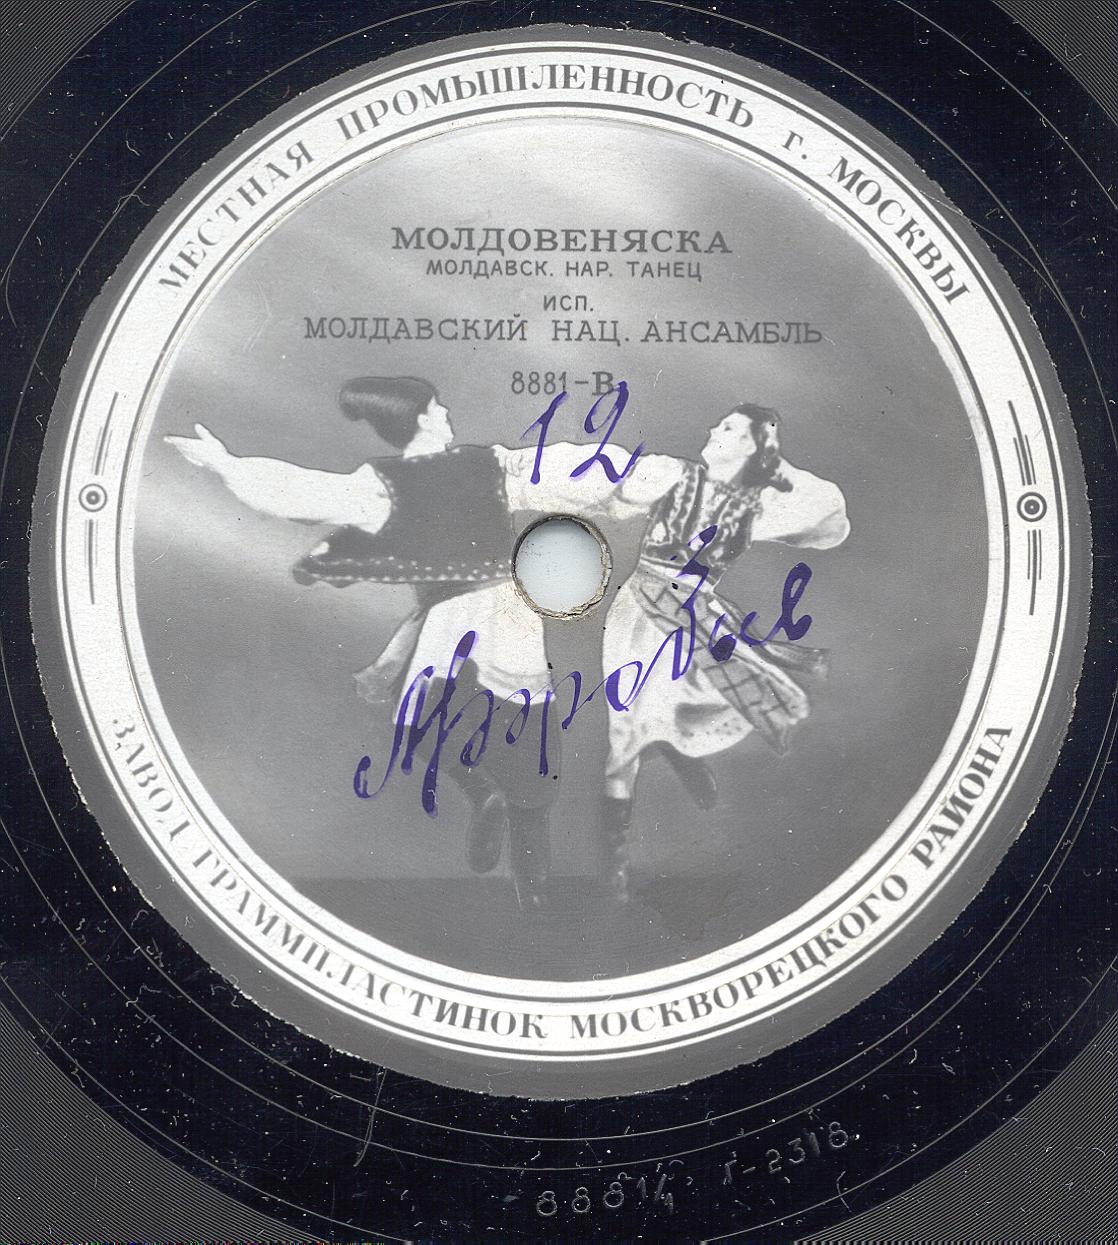 МЕСТНАЯ ПРОМЫШЛЕННОСТЬ г. МОСКВЫ
МОЛДОВЕНЯСКА
МОЛДАВСК. НАР. ТАНЕЦ
ИСП.
МОЛДАВСКИЙ НАЦ. АНСАМБЛЬ
8881-В
12
ЗАВОД ГРАММПЛАСТИНОК МОСКВОРЕЦКОГО РАЙОНА
8881/1 Г-2318